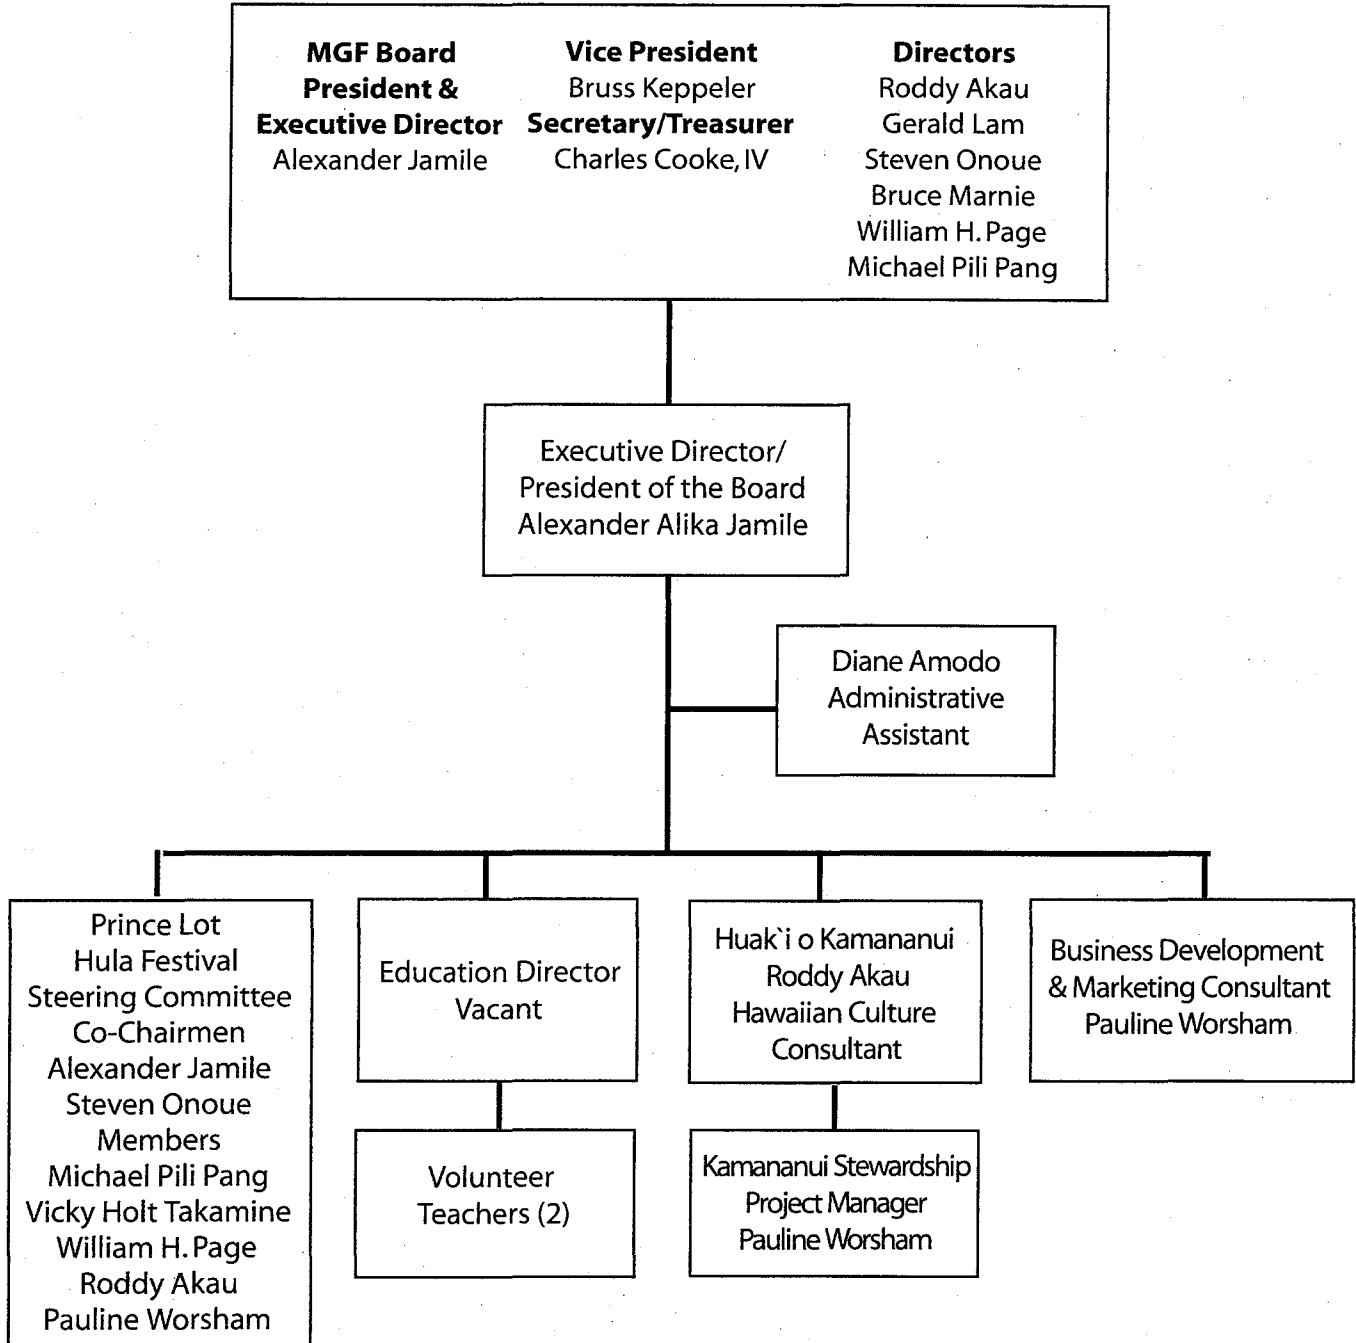 MGF Board
President &
Executive Director
Alexander Jamile
Vice President
Bruss Keppeler
Secretary/Treasurer
Charles Cooke, IV
Directors
Roddy Akau
Gerald Lam
Steven Onoue
Bruce Marnie
William H. Page
Michael Pili Pang
Executive Director/
President of the Board
Alexander Alika Jamile
Diane Amodo
Administrative
Assistant
Prince Lot
Hula Festival
Steering Committee
Co-Chairmen
Alexander Jamile
Steven Onoue
Members
Michael Pili Pang
Vicky Holt Takamine
William H. Page
Roddy Akau
Pauline Worsham
Education Director
Vacant
Volunteer
Teachers (2)
Huak`i o Kamananui
Roddy Akau
Hawaiian Culture
Consultant
Kamananui Stewardship
Project Manager
Pauline Worsham
Business Development
& Marketing Consultant
Pauline Worsham